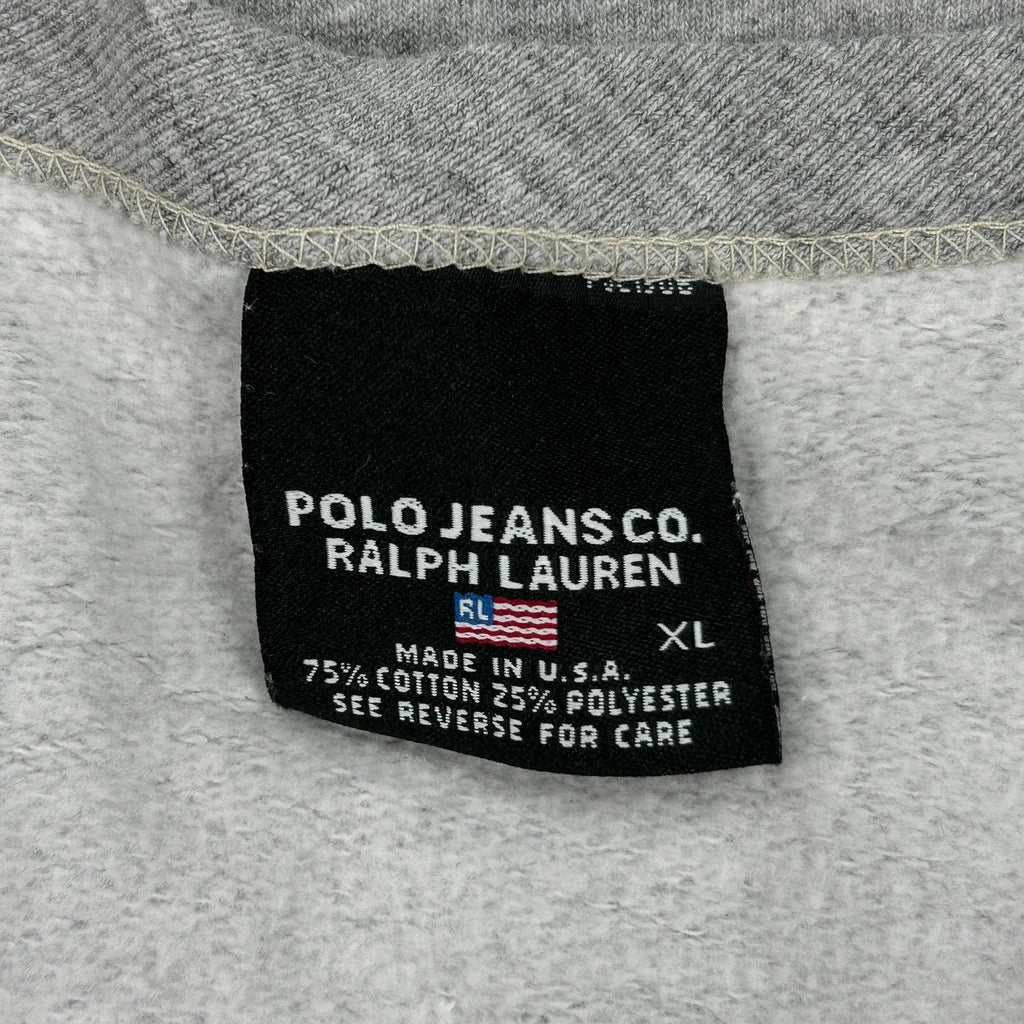 POLO JEANS CO.
RALPH LAUREN
RL
XL
MADE IN U.S.A.
75% COTTON 25% POLYESTER
SEE REVERSE FOR CARE